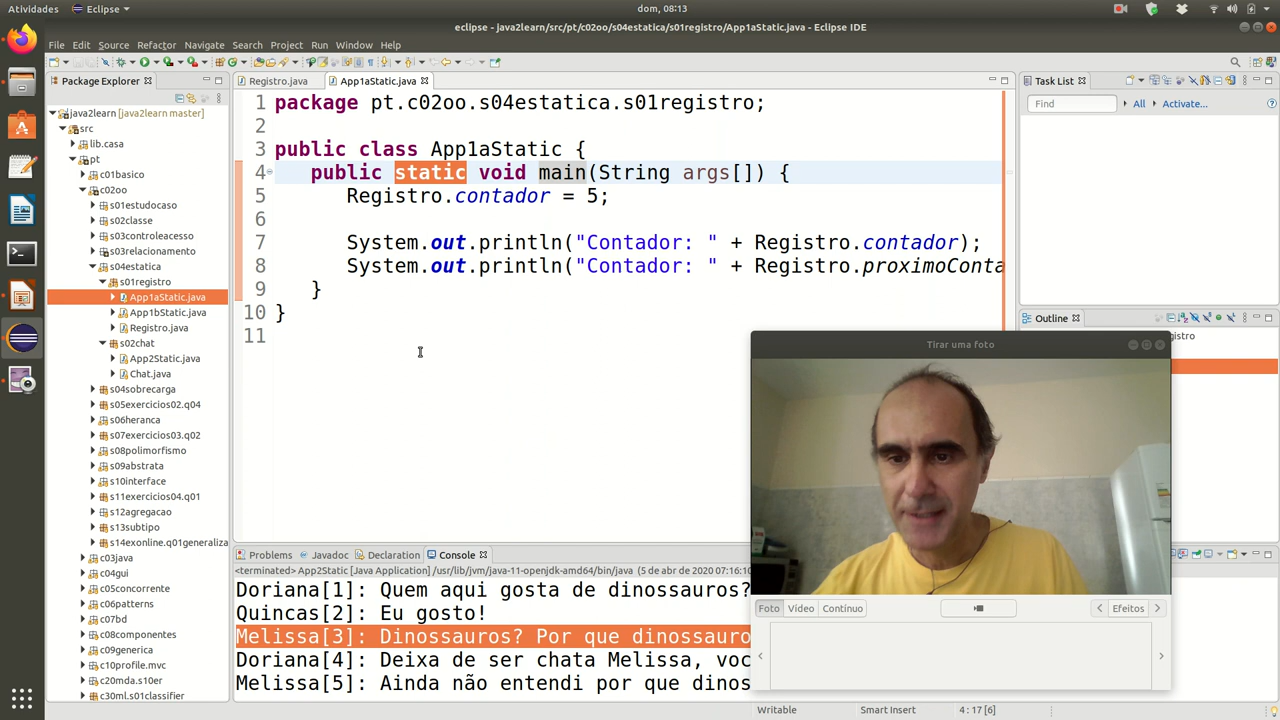 Atividades
Eclipse
dom, 08:13
eclipse - java2learn/src/pt/c02oo/s04estatica/s01registro/App1aStatic.java - Eclipse IDE
File Edit Source Refactor Navigate Search Project Run Window Help
Package Explorer
Registro.java
App1aStatic.java
Task List
Find
All
Activate...
java2learn [java2learn master]
src
lib.casa
pt
c01basico
c02oo
s01estudocaso
s02classe
s03controleacesso
s03relacionamento
s04estatica
s01registro
App1aStatic.java
App1bStatic.java
Registro.java
s02chat
App2Static.java
Chat.java
s04sobrecarga
s05exercicios02.q04
s06heranca
s07exercicios03.q02
s08polimorfismo
s09abstrata
s10interface
s11exercicios04.q01
s12agregacao
s13subtipo
s14exonline.q01generaliza
c03java
c04gui
c05concorrente
c06patterns
c07bd
c08componentes
c09generica
c10profile.mvc
c20mda.s10er
c30ml.s01classifier
1 package pt.c02oo.s04estatica.s01registro;
2
3 public class App1aStatic {
4 public static void main(String args[]) {
5 Registro.contador = 5;
6
7 System.out.println("Contador: " + Registro.contador);
8 System.out.println("Contador: " + Registro.proximoConta
9 }
10 }
11
Outline
istro
Tirar uma foto
Foto Vídeo Contínuo
Efeitos
Problems Javadoc Declaration Console
<terminated> App2Static [Java Application] /usr/lib/jvm/java-11-openjdk-amd64/bin/java (5 de abr de 2020 07:16:10
Doriana[1]: Quem aqui gosta de dinossauros?
Quincas[2]: Eu gosto!
Melissa[3]: Dinossauros? Por que dinossauro
Doriana[4]: Deixa de ser chata Melissa, voc
Melissa[5]: Ainda não entendi por que dinos
Writable
Smart Insert
4 : 17 [6]